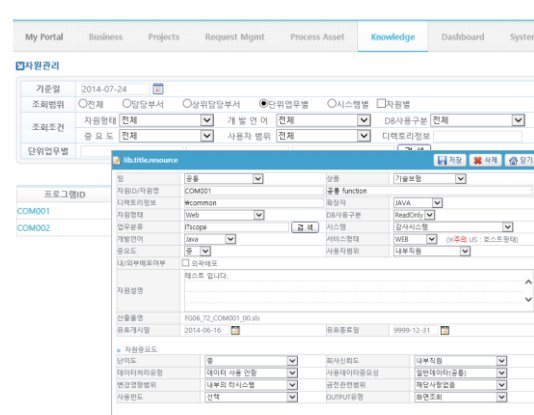 My Portal Business Projects Request Mgmt Process Asset Knowledge Dashboard System
자원관리
기준일 2014-07-24
조회범위 전체 담당부서 상위담당부서 단위업무별 시스템별 자원별
조회조건 자원형태 전체 개 발 언 어 전체 DB사용구분 전체
중 요 도 전체 사용자 범위 전체 디렉토리정보
단위업무별
lib.title.resource 저장 삭제 닫기
프로그램ID
COM001
COM002
팀 공통 상품 기술보험
자원ID/자원명 COM001 공통 function
디렉토리정보 ₩common 확장자 JAVA
자원형태 Web DB사용구분 ReadOnly
업무분류 ITscope 검 색 시스템 감사시스템
개발언어 Java 서비스형태 WEB (※주의 US : 호스트형태)
중요도 중 사용자범위 내부직원
내/외부배포여부 외곽배포
자원설명 테스트 입니다.
산출물명 FG06_72_COM001_00.xls
유효개시일 2014-06-16 유효종료일 9999-12-31
자원중요도
난이도 중 회사신뢰도 내부직원
데이터처리유형 데이터 사용 안함 사용데이터중요성 일반데이터(공통)
변경영향범위 내부의 타시스템 금전관련범위 해당사항없음
사용빈도 선택 OUTPUT유형 화면조회